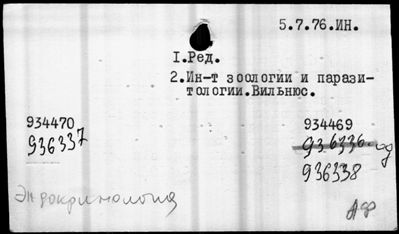 5.7.76.ИН.
I.Ред.
2.Ин-т зоологии и парази-
тологии.Вильнюс.
934470
936337
934469
936336
936338
Эндокринология